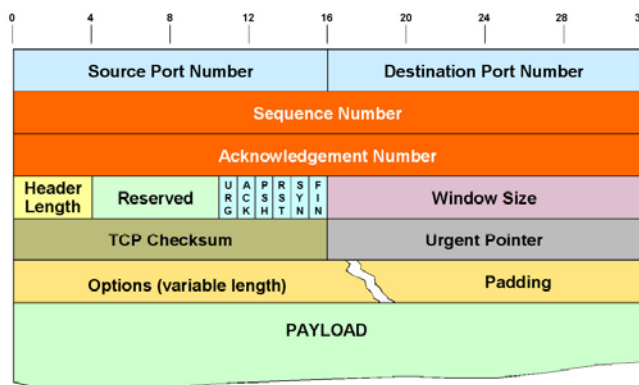 0 4 8 12 16 20 24 28 3
Source Port Number Destination Port Number
Sequence Number
Acknowledgement Number
Header Length Reserved URG ACK PSH RST SYN FIN Window Size
TCP Checksum Urgent Pointer
Options (variable length) Padding
PAYLOAD